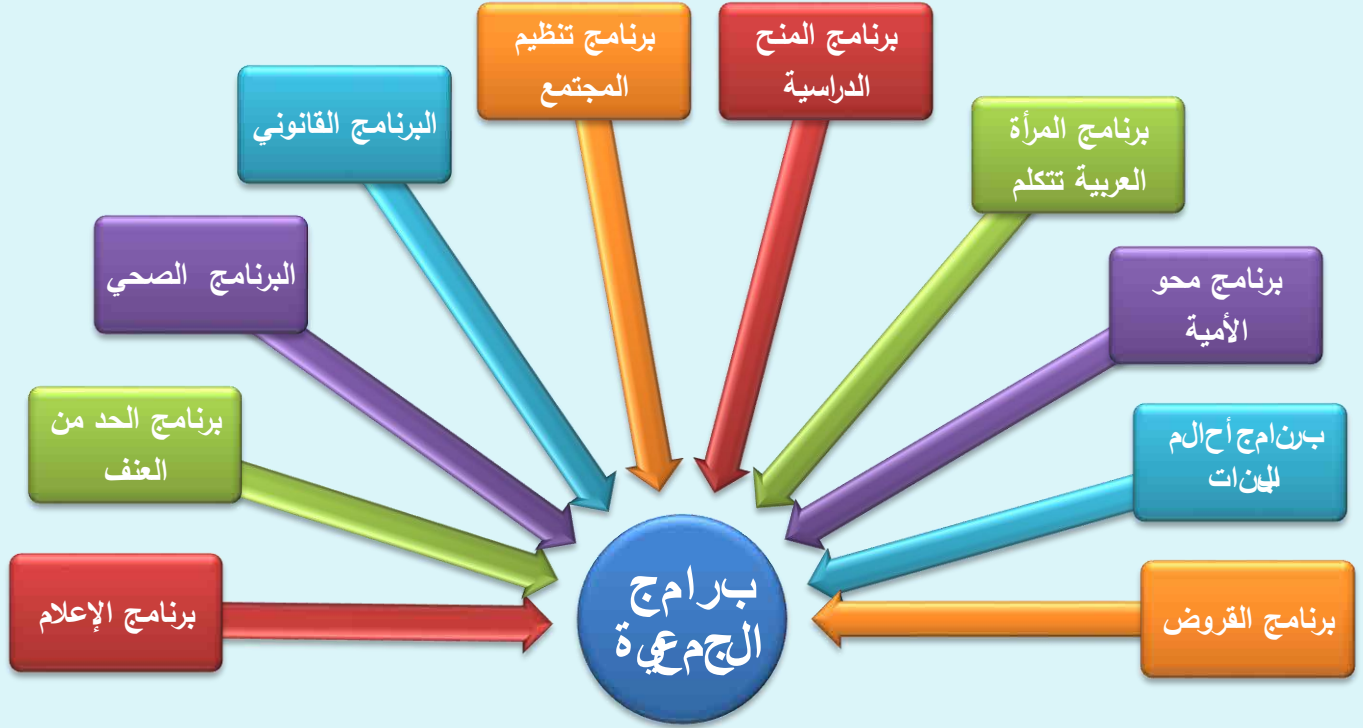 برنامج المنح
الدراسية
برنامج تنظيم
المجتمع
برنامج المرأة
العربية تتكلم
البرنامج القانوني
برنامج محو
الأمية
البرنامج الصحي
برنامج أحلام
البنات
برنامج الحد من
العنف
برنامج القروض
برنامج الإعلام
برامج
الجمعية